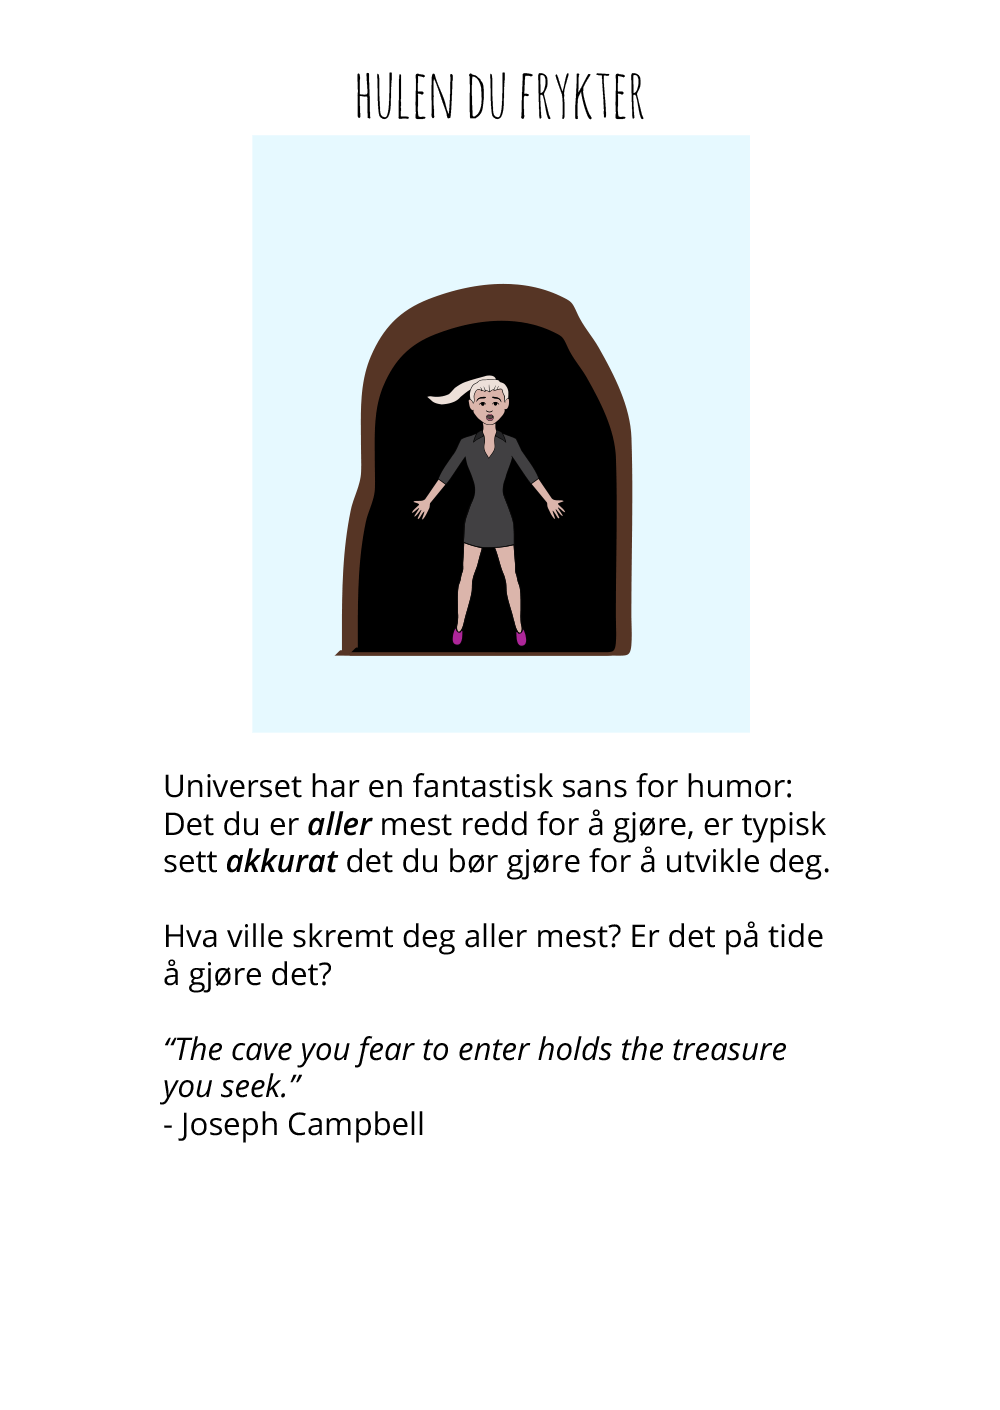 HULEN DU FRYKTER
Universet har en fantastisk sans for humor:
Det du er aller mest redd for å gjøre, er typisk
sett akkurat det du bør gjøre for å utvikle deg.
Hva ville skremt deg aller mest? Er det på tide
å gjøre det?
“The cave you fear to enter holds the treasure
you seek.”
- Joseph Campbell